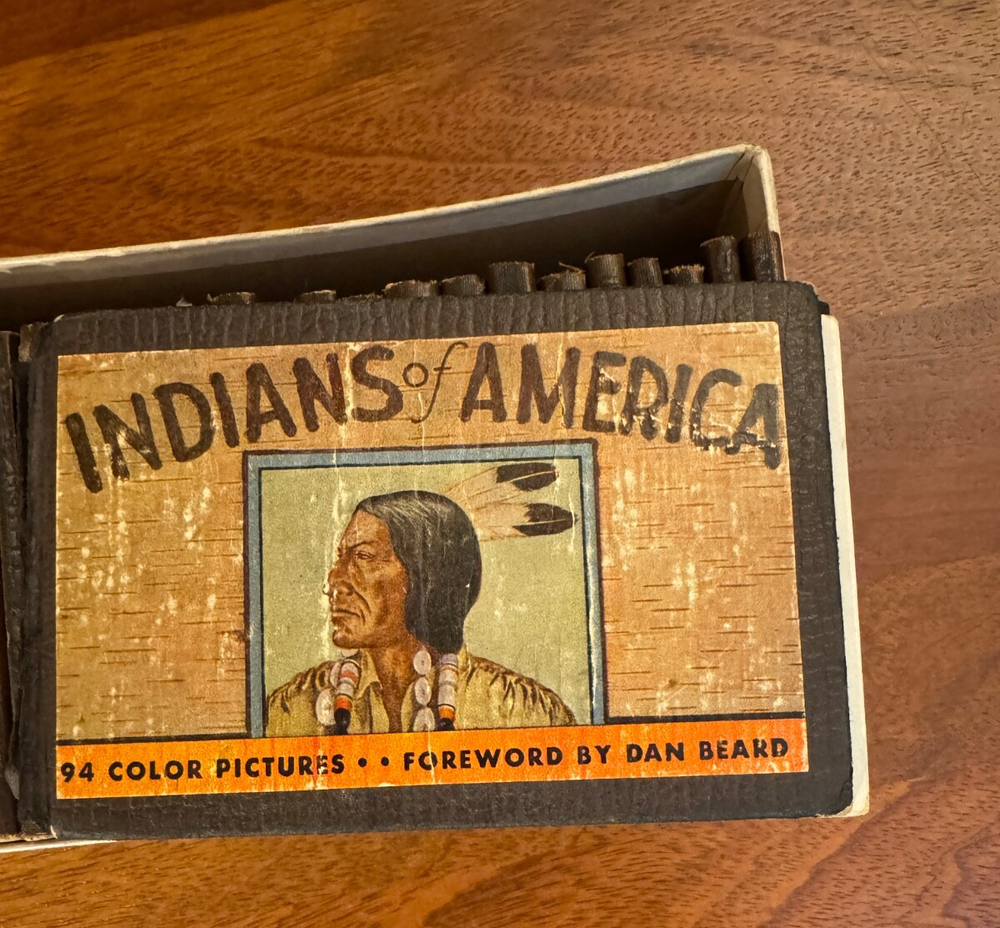 INDIANS of AMERICA
94 COLOR PICTURES • • FOREWORD BY DAN BEARD